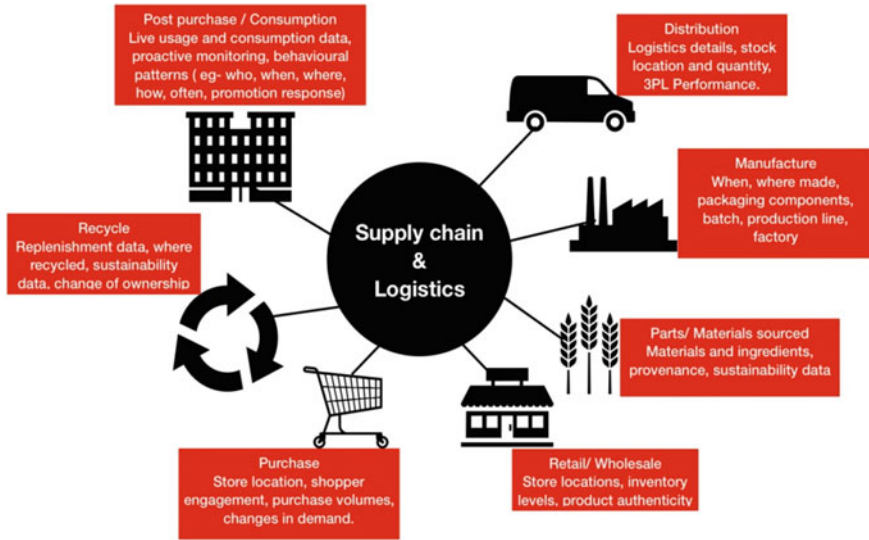 Post purchase / Consumption
Live usage and consumption data,
proactive monitoring, behavioural
patterns ( eg- who, when, where,
how, often, promotion response)
Distribution
Logistics details, stock
location and quantity,
3PL Performance.
Manufacture
When, where made,
packaging components,
batch, production line,
factory
Supply chain
&
Logistics
Recycle
Replenishment data, where
recycled, sustainability
data, change of ownership
Parts/ Materials sourced
Materials and ingredients,
provenance, sustainability data
Purchase
Store location, shopper
engagement, purchase volumes,
changes in demand.
Retail/ Wholesale
Store locations, inventory
levels, product authenticity